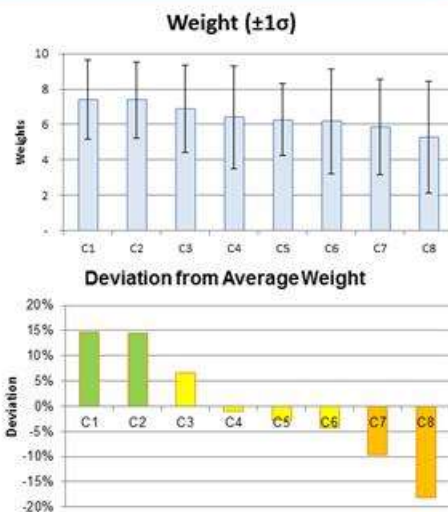 Weight (±1σ)
10
8
6
4
2
-
Weights
C1 C2 C3 C4 C5 C6 C7 C8
Deviation from Average Weight
20%
15%
10%
5%
0%
-5%
-10%
-15%
-20%
Deviation
C1 C2 C3 C4 C5 C6 C7 C8